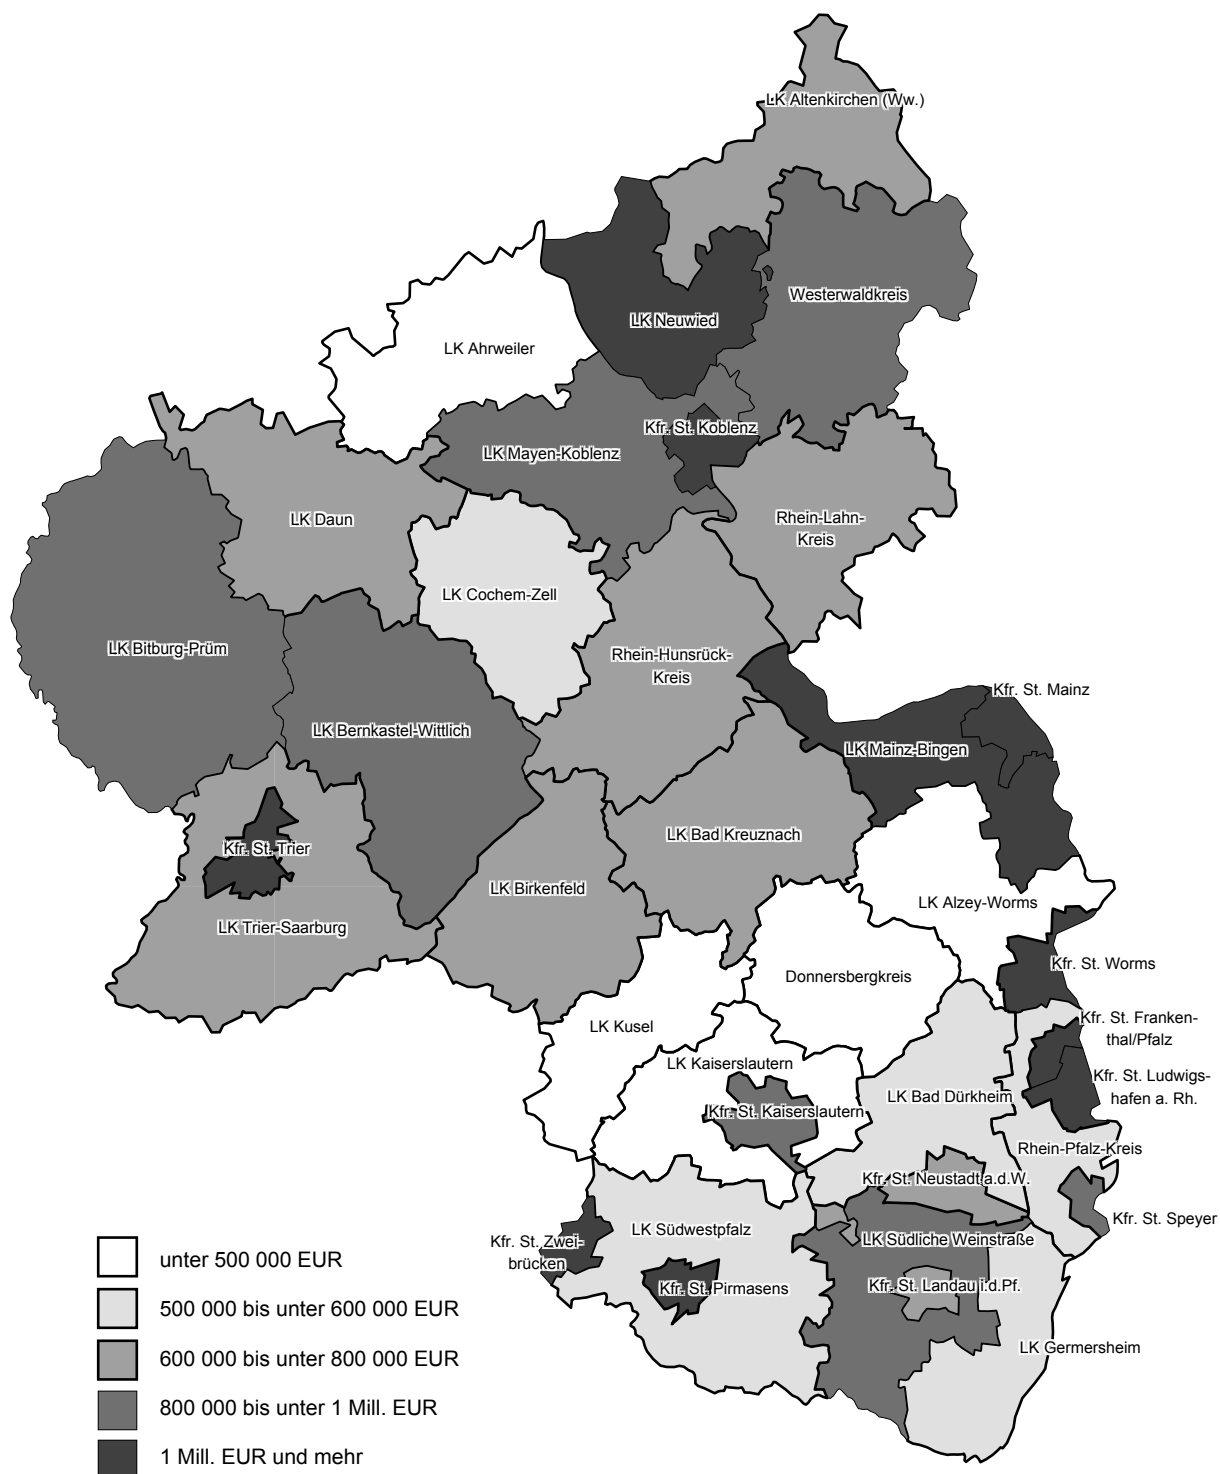 LK Altenkirchen (Ww.)
Westerwaldkreis
LK Neuwied
LK Ahrweiler
Kfr. St. Koblenz
LK Mayen-Koblenz
LK Daun
Rhein-Lahn-
Kreis
LK Cochem-Zell
LK Bitburg-Prüm
Rhein-Hunsrück-
Kreis
Kfr. St. Mainz
LK Bernkastel-Wittlich
LK Mainz-Bingen
LK Bad Kreuznach
Kfr. St. Trier
LK Birkenfeld
LK Alzey-Worms
LK Trier-Saarburg
Kfr. St. Worms
Donnersbergkreis
Kfr. St. Franken-
thal/Pfalz
LK Kusel
LK Kaiserslautern
Kfr. St. Ludwigs-
hafen a. Rh.
LK Bad Dürkheim
Kfr. St. Kaiserslautern
Rhein-Pfalz-Kreis
Kfr. St. Neustadt a.d.W.
Kfr. St. Speyer
LK Südwestpfalz
Kfr. St. Zwei-
brücken
LK Südliche Weinstraße
Kfr. St. Pirmasens
Kfr. St. Landau i.d.Pf.
LK Germersheim
unter 500 000 EUR
500 000 bis unter 600 000 EUR
600 000 bis unter 800 000 EUR
800 000 bis unter 1 Mill. EUR
1 Mill. EUR und mehr